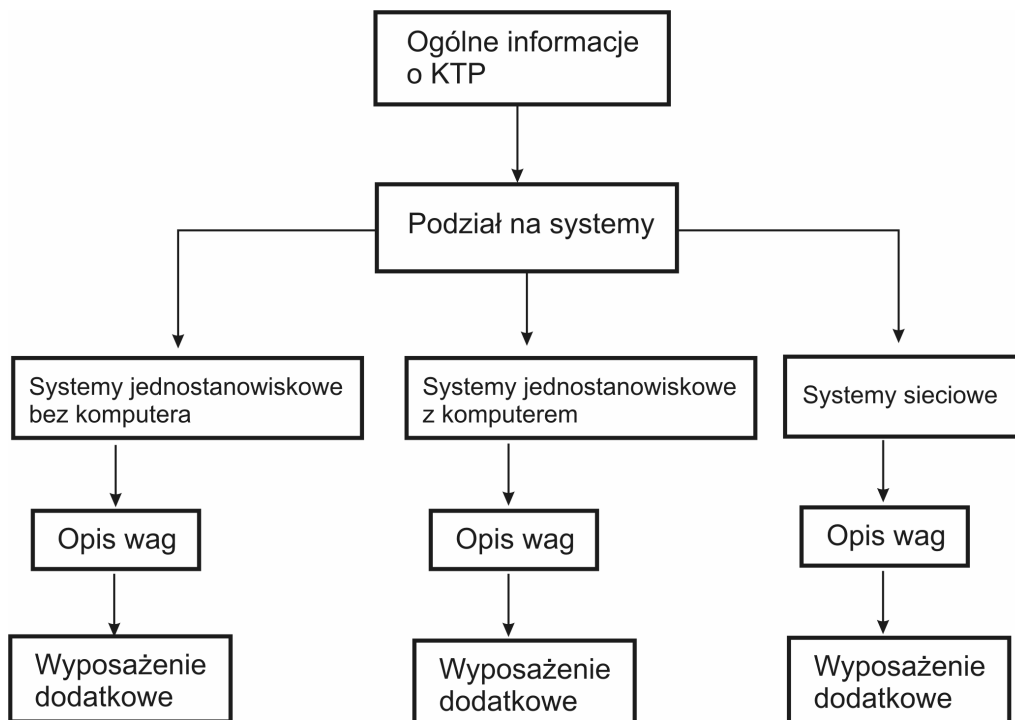 Ogólne informacje
o KTP
Podział na systemy
Systemy jednostanowiskowe
bez komputera
Systemy jednostanowiskowe
z komputerem
Systemy sieciowe
Opis wag
Opis wag
Opis wag
Wyposażenie
dodatkowe
Wyposażenie
dodatkowe
Wyposażenie
dodatkowe